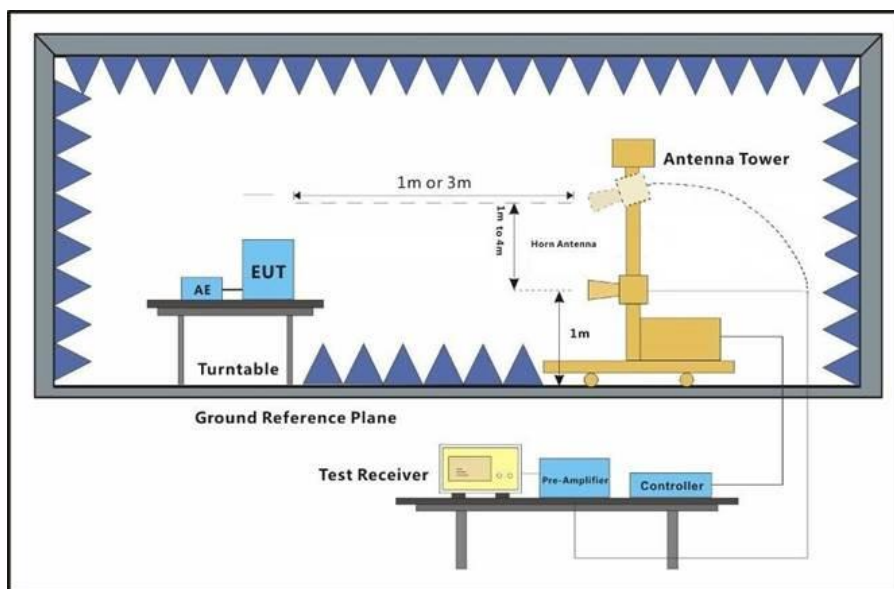 Antenna Tower
1m or 3m
1m to 4m
Horn Antenna
EUT
AE
1m
Turntable
Ground Reference Plane
Test Receiver
Pre-Amplifier
Controller